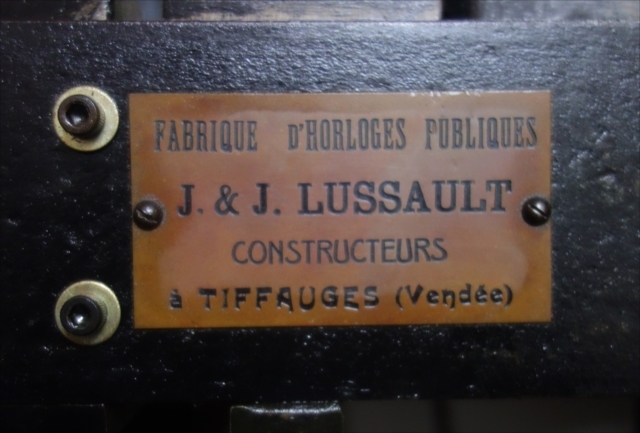 FABRIQUE D'HORLOGES PUBLIQUES
J. & J. LUSSAULT
CONSTRUCTEURS
à TIFFAUGES (Vendée)